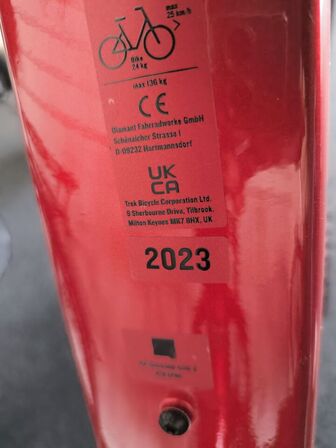 max
25 km/h
Bike
24 kg
max 136 kg
CE
Diamant Fahrradwerke GmbH
Schönaicher Strasse 1
D-09232 Hartmannsdorf
UK
CA
Trek Bicycle Corporation Ltd.
9 Sherbourne Drive, Tilbrook,
Milton Keynes MK7 8HX, UK
2023